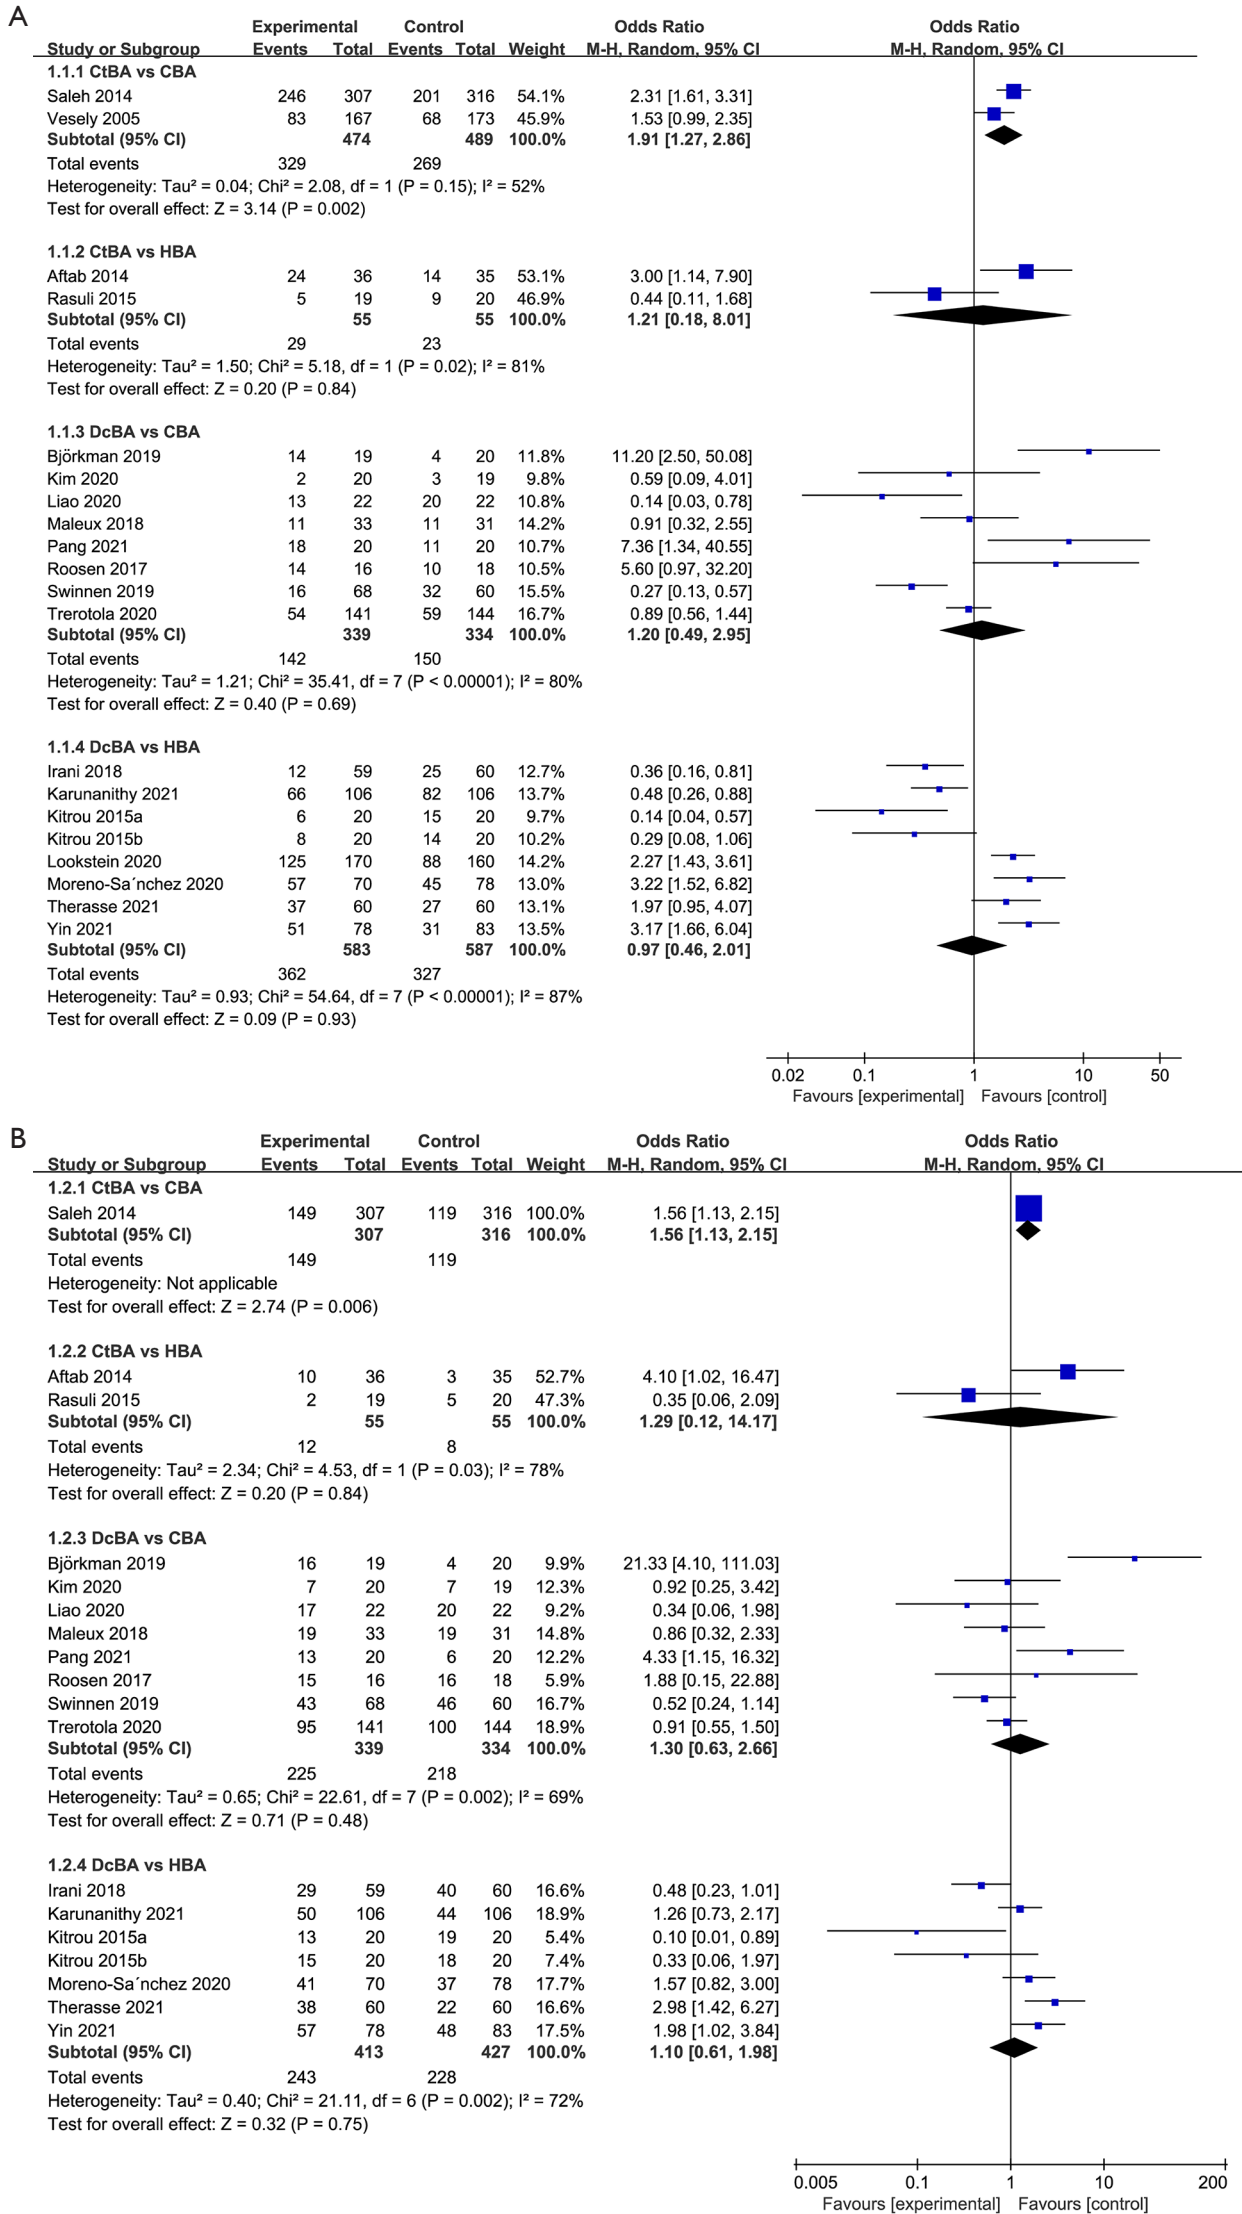 A
Experimental Control Odds Ratio Odds Ratio
Study or Subgroup Events Total Events Total Weight M-H, Random, 95% CI M-H, Random, 95% CI
1.1.1 CtBA vs CBA
Saleh 2014 246 307 201 316 54.1% 2.31 [1.61, 3.31]
Vesely 2005 83 167 68 173 45.9% 1.53 [0.99, 2.35]
Subtotal (95% CI) 474 489 100.0% 1.91 [1.27, 2.86]
Total events 329 269
Heterogeneity: Tau² = 0.04; Chi² = 2.08, df = 1 (P = 0.15); I² = 52%
Test for overall effect: Z = 3.14 (P = 0.002)
1.1.2 CtBA vs HBA
Aftab 2014 24 36 14 35 53.1% 3.00 [1.14, 7.90]
Rasuli 2015 5 19 9 20 46.9% 0.44 [0.11, 1.68]
Subtotal (95% CI) 55 55 100.0% 1.21 [0.18, 8.01]
Total events 29 23
Heterogeneity: Tau² = 1.50; Chi² = 5.18, df = 1 (P = 0.02); I² = 81%
Test for overall effect: Z = 0.20 (P = 0.84)
1.1.3 DcBA vs CBA
Björkman 2019 14 19 4 20 11.8% 11.20 [2.50, 50.08]
Kim 2020 2 20 3 19 9.8% 0.59 [0.09, 4.01]
Liao 2020 13 22 20 22 10.8% 0.14 [0.03, 0.78]
Maleux 2018 11 33 11 31 14.2% 0.91 [0.32, 2.55]
Pang 2021 18 20 11 20 10.7% 7.36 [1.34, 40.55]
Roosen 2017 14 16 10 18 10.5% 5.60 [0.97, 32.20]
Swinnen 2019 16 68 32 60 15.5% 0.27 [0.13, 0.57]
Trerotola 2020 54 141 59 144 16.7% 0.89 [0.56, 1.44]
Subtotal (95% CI) 339 334 100.0% 1.20 [0.49, 2.95]
Total events 142 150
Heterogeneity: Tau² = 1.21; Chi² = 35.41, df = 7 (P < 0.00001); I² = 80%
Test for overall effect: Z = 0.40 (P = 0.69)
1.1.4 DcBA vs HBA
Irani 2018 12 59 25 60 12.7% 0.36 [0.16, 0.81]
Karunanithy 2021 66 106 82 106 13.7% 0.48 [0.26, 0.88]
Kitrou 2015a 6 20 15 20 9.7% 0.14 [0.04, 0.57]
Kitrou 2015b 8 20 14 20 10.2% 0.29 [0.08, 1.06]
Lookstein 2020 125 170 88 160 14.2% 2.27 [1.43, 3.61]
Moreno-Sa´nchez 2020 57 70 45 78 13.0% 3.22 [1.52, 6.82]
Therasse 2021 37 60 27 60 13.1% 1.97 [0.95, 4.07]
Yin 2021 51 78 31 83 13.5% 3.17 [1.66, 6.04]
Subtotal (95% CI) 583 587 100.0% 0.97 [0.46, 2.01]
Total events 362 327
Heterogeneity: Tau² = 0.93; Chi² = 54.64, df = 7 (P < 0.00001); I² = 87%
Test for overall effect: Z = 0.09 (P = 0.93)
0.02 0.1 1 10 50
Favours [experimental] Favours [control]
B
Experimental Control Odds Ratio Odds Ratio
Study or Subgroup Events Total Events Total Weight M-H, Random, 95% CI M-H, Random, 95% CI
1.2.1 CtBA vs CBA
Saleh 2014 149 307 119 316 100.0% 1.56 [1.13, 2.15]
Subtotal (95% CI) 307 316 100.0% 1.56 [1.13, 2.15]
Total events 149 119
Heterogeneity: Not applicable
Test for overall effect: Z = 2.74 (P = 0.006)
1.2.2 CtBA vs HBA
Aftab 2014 10 36 3 35 52.7% 4.10 [1.02, 16.47]
Rasuli 2015 2 19 5 20 47.3% 0.35 [0.06, 2.09]
Subtotal (95% CI) 55 55 100.0% 1.29 [0.12, 14.17]
Total events 12 8
Heterogeneity: Tau² = 2.34; Chi² = 4.53, df = 1 (P = 0.03); I² = 78%
Test for overall effect: Z = 0.20 (P = 0.84)
1.2.3 DcBA vs CBA
Björkman 2019 16 19 4 20 9.9% 21.33 [4.10, 111.03]
Kim 2020 7 20 7 19 12.3% 0.92 [0.25, 3.42]
Liao 2020 17 22 20 22 9.2% 0.34 [0.06, 1.98]
Maleux 2018 19 33 19 31 14.8% 0.86 [0.32, 2.33]
Pang 2021 13 20 6 20 12.2% 4.33 [1.15, 16.32]
Roosen 2017 15 16 16 18 5.9% 1.88 [0.15, 22.88]
Swinnen 2019 43 68 46 60 16.7% 0.52 [0.24, 1.14]
Trerotola 2020 95 141 100 144 18.9% 0.91 [0.55, 1.50]
Subtotal (95% CI) 339 334 100.0% 1.30 [0.63, 2.66]
Total events 225 218
Heterogeneity: Tau² = 0.65; Chi² = 22.61, df = 7 (P = 0.002); I² = 69%
Test for overall effect: Z = 0.71 (P = 0.48)
1.2.4 DcBA vs HBA
Irani 2018 29 59 40 60 16.6% 0.48 [0.23, 1.01]
Karunanithy 2021 50 106 44 106 18.9% 1.26 [0.73, 2.17]
Kitrou 2015a 13 20 19 20 5.4% 0.10 [0.01, 0.89]
Kitrou 2015b 15 20 18 20 7.4% 0.33 [0.06, 1.97]
Moreno-Sa´nchez 2020 41 70 37 78 17.7% 1.57 [0.82, 3.00]
Therasse 2021 38 60 22 60 16.6% 2.98 [1.42, 6.27]
Yin 2021 57 78 48 83 17.5% 1.98 [1.02, 3.84]
Subtotal (95% CI) 413 427 100.0% 1.10 [0.61, 1.98]
Total events 243 228
Heterogeneity: Tau² = 0.40; Chi² = 21.11, df = 6 (P = 0.002); I² = 72%
Test for overall effect: Z = 0.32 (P = 0.75)
0.005 0.1 1 10 200
Favours [experimental] Favours [control]